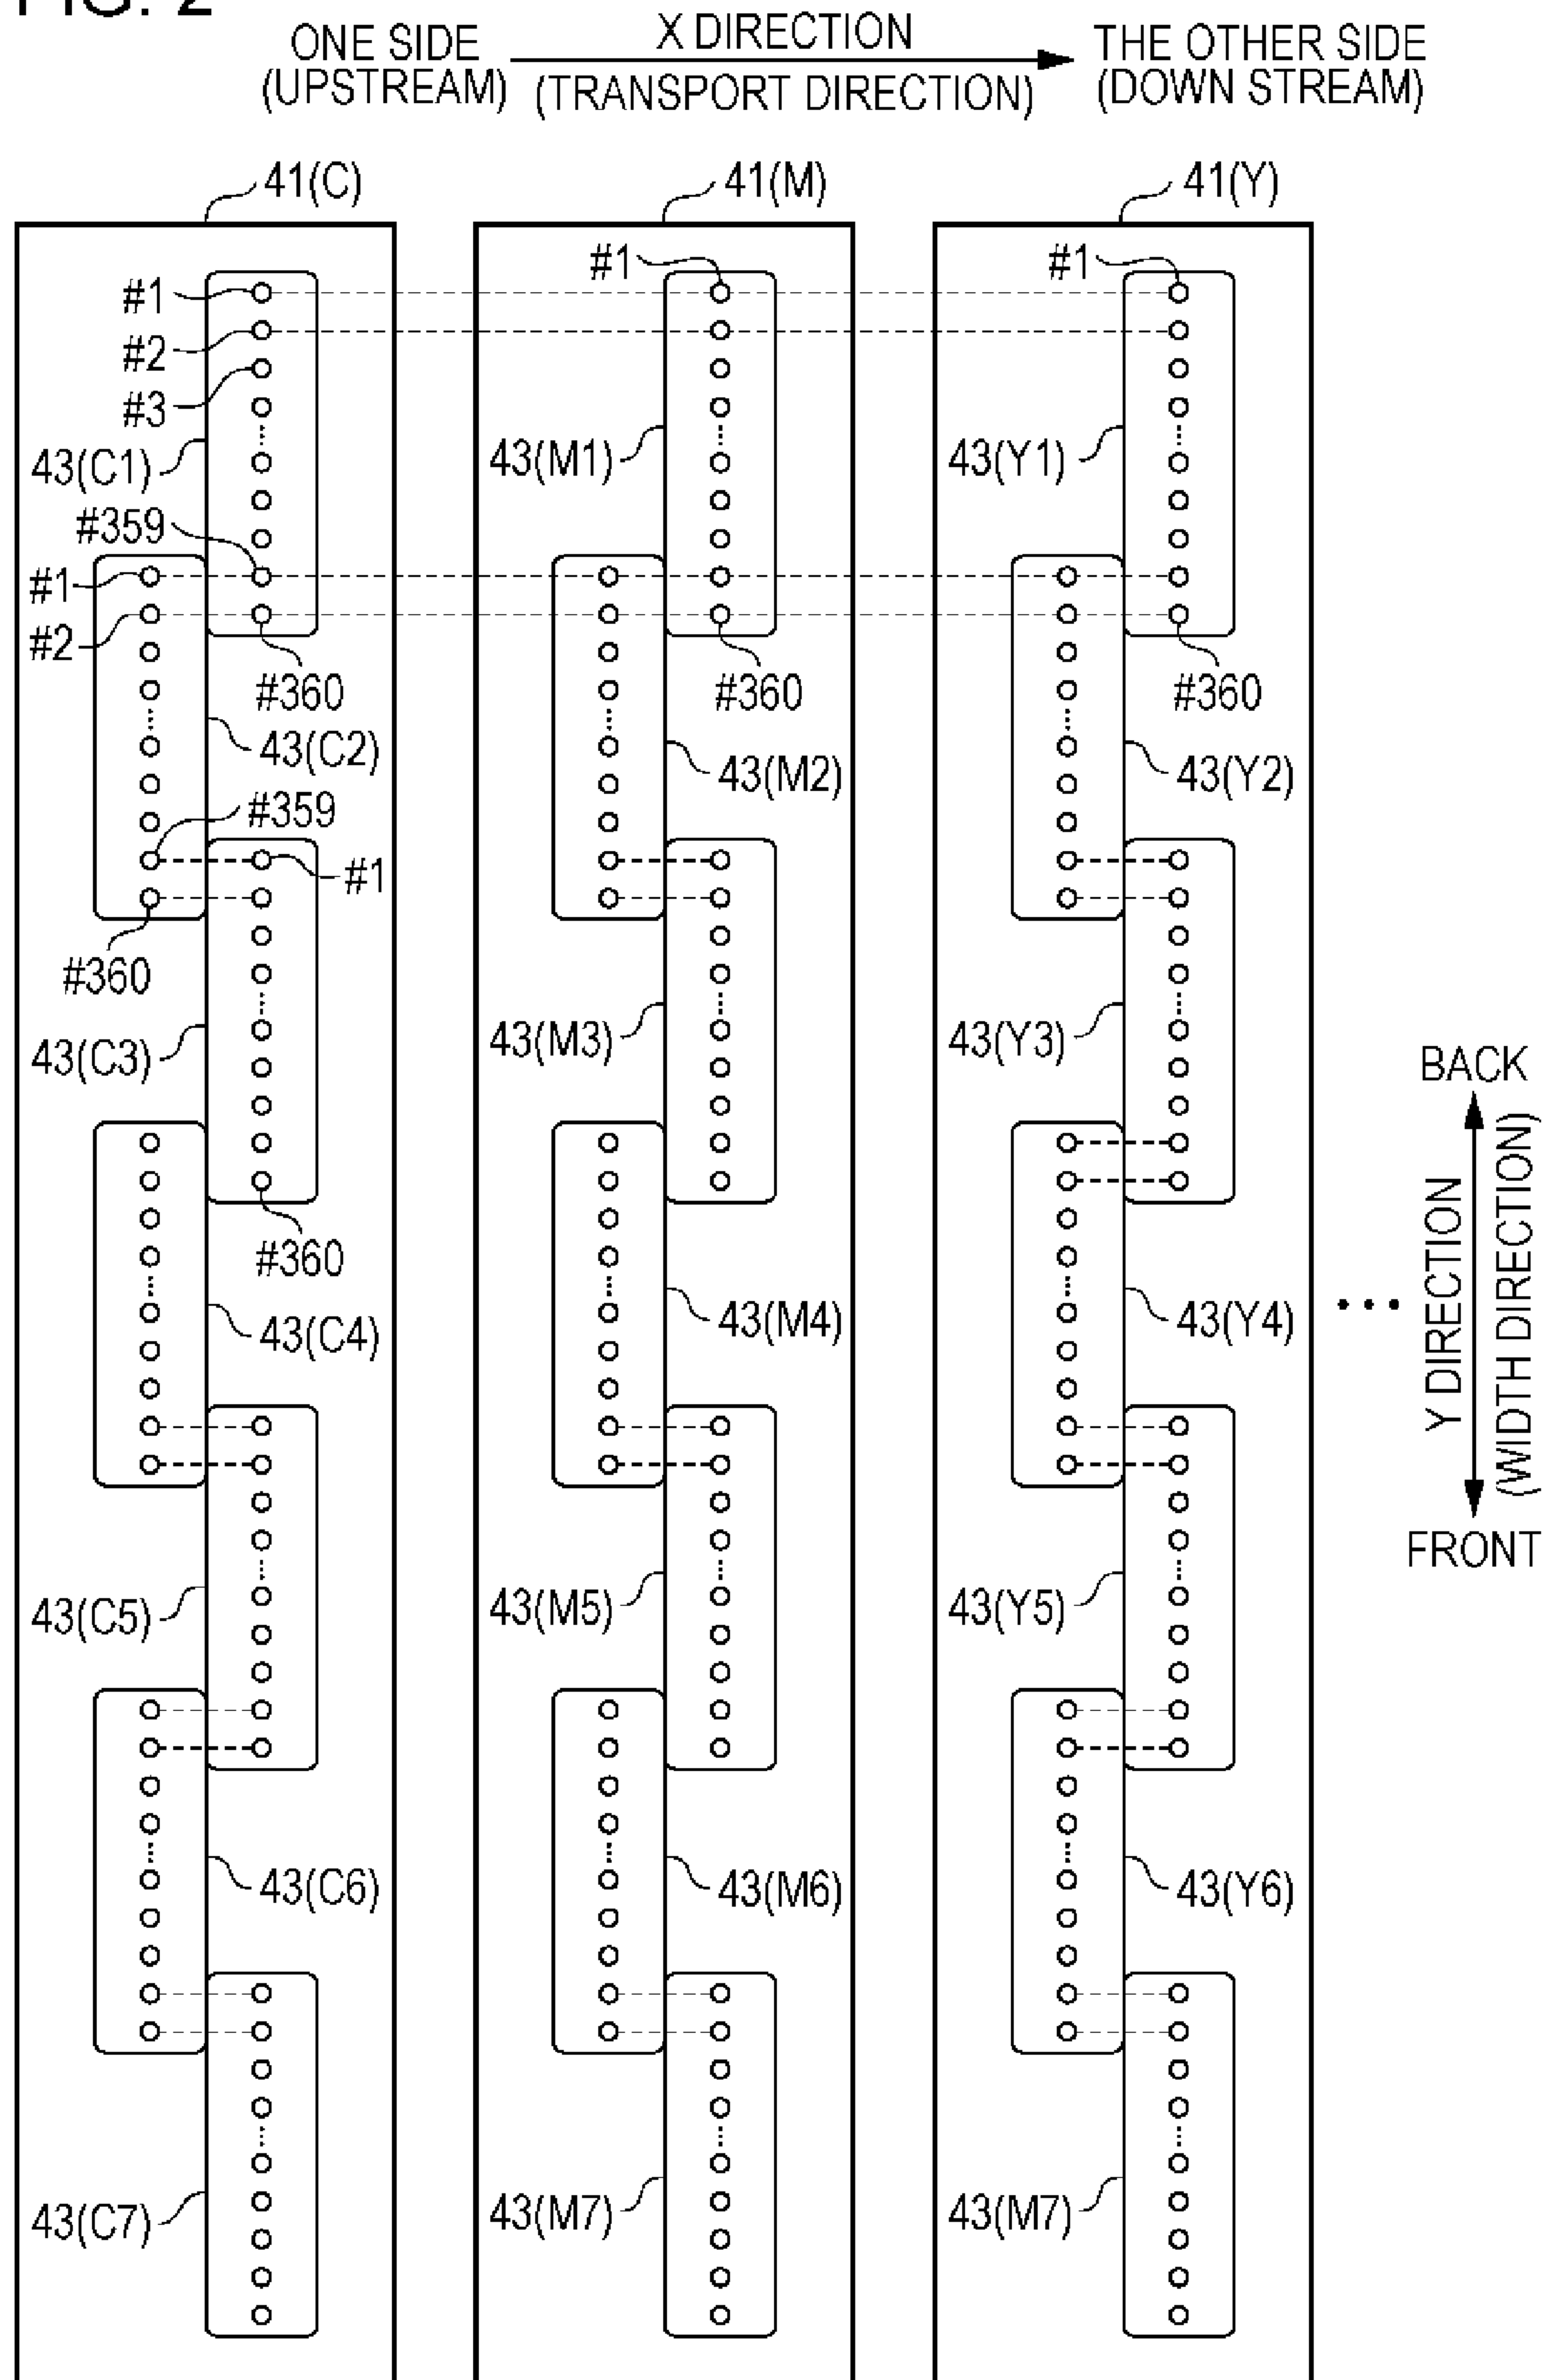 FIG. 2
ONE SIDE
(UPSTREAM)
X DIRECTION
(TRANSPORT DIRECTION)
THE OTHER SIDE
(DOWN STREAM)
41(C)
41(M)
41(Y)
#1
#2
#3
43(C1)
#359
#1
#2
#360
43(C2)
#359
#1
#360
43(C3)
#360
43(C4)
43(C5)
43(C6)
43(C7)
#1
43(M1)
#360
43(M2)
43(M3)
43(M4)
43(M5)
43(M6)
43(M7)
#1
43(Y1)
#360
43(Y2)
43(Y3)
43(Y4)
43(Y5)
43(Y6)
43(M7)
BACK
Y DIRECTION
(WIDTH DIRECTION)
FRONT